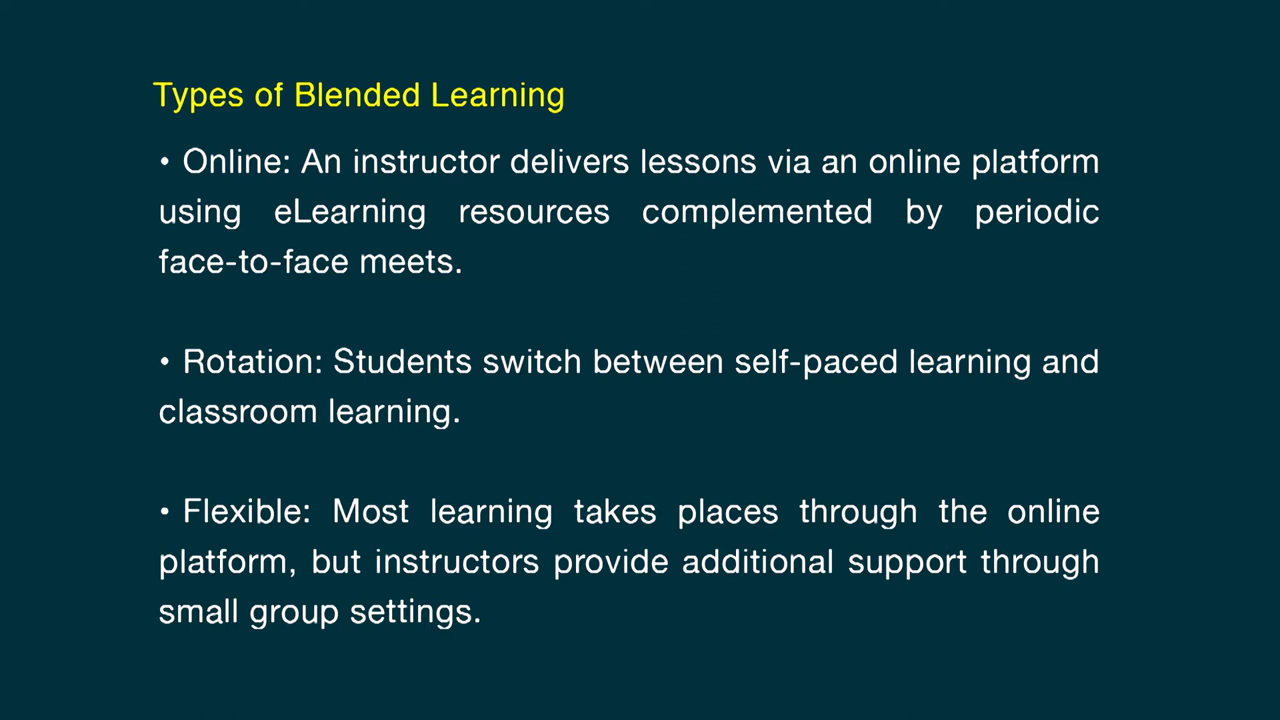 Types of Blended Learning
• Online: An instructor delivers lessons via an online platform
using eLearning resources complemented by periodic
face-to-face meets.
• Rotation: Students switch between self-paced learning and
classroom learning.
• Flexible: Most learning takes places through the online
platform, but instructors provide additional support through
small group settings.